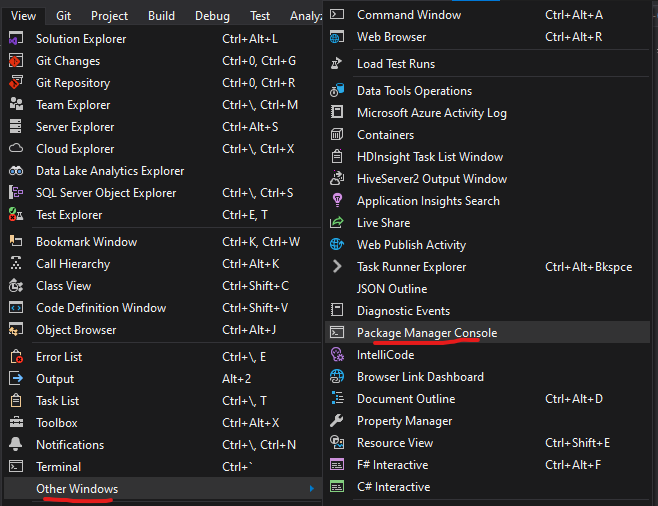 View Git Project Build Debug Test Analyz
Solution Explorer Ctrl+Alt+L
Git Changes Ctrl+0, Ctrl+G
Git Repository Ctrl+0, Ctrl+R
Team Explorer Ctrl+\, Ctrl+M
Server Explorer Ctrl+Alt+S
Cloud Explorer Ctrl+\, Ctrl+X
Data Lake Analytics Explorer
SQL Server Object Explorer Ctrl+\, Ctrl+S
Test Explorer Ctrl+E, T
Bookmark Window Ctrl+K, Ctrl+W
Call Hierarchy Ctrl+Alt+K
Class View Ctrl+Shift+C
Code Definition Window Ctrl+Shift+V
Object Browser Ctrl+Alt+J
Error List Ctrl+\, E
Output Alt+2
Task List Ctrl+\, T
Toolbox Ctrl+Alt+X
Notifications Ctrl+\, Ctrl+N
Terminal Ctrl+`
Other Windows
Command Window Ctrl+Alt+A
Web Browser Ctrl+Alt+R
Load Test Runs
Data Tools Operations
Microsoft Azure Activity Log
Containers
HDInsight Task List Window
HiveServer2 Output Window
Application Insights Search
Live Share
Web Publish Activity
Task Runner Explorer Ctrl+Alt+Bkspce
JSON Outline
Diagnostic Events
Package Manager Console
IntelliCode
Browser Link Dashboard
Document Outline Ctrl+Alt+D
Property Manager
Resource View Ctrl+Shift+E
F# Interactive Ctrl+Alt+F
C# Interactive